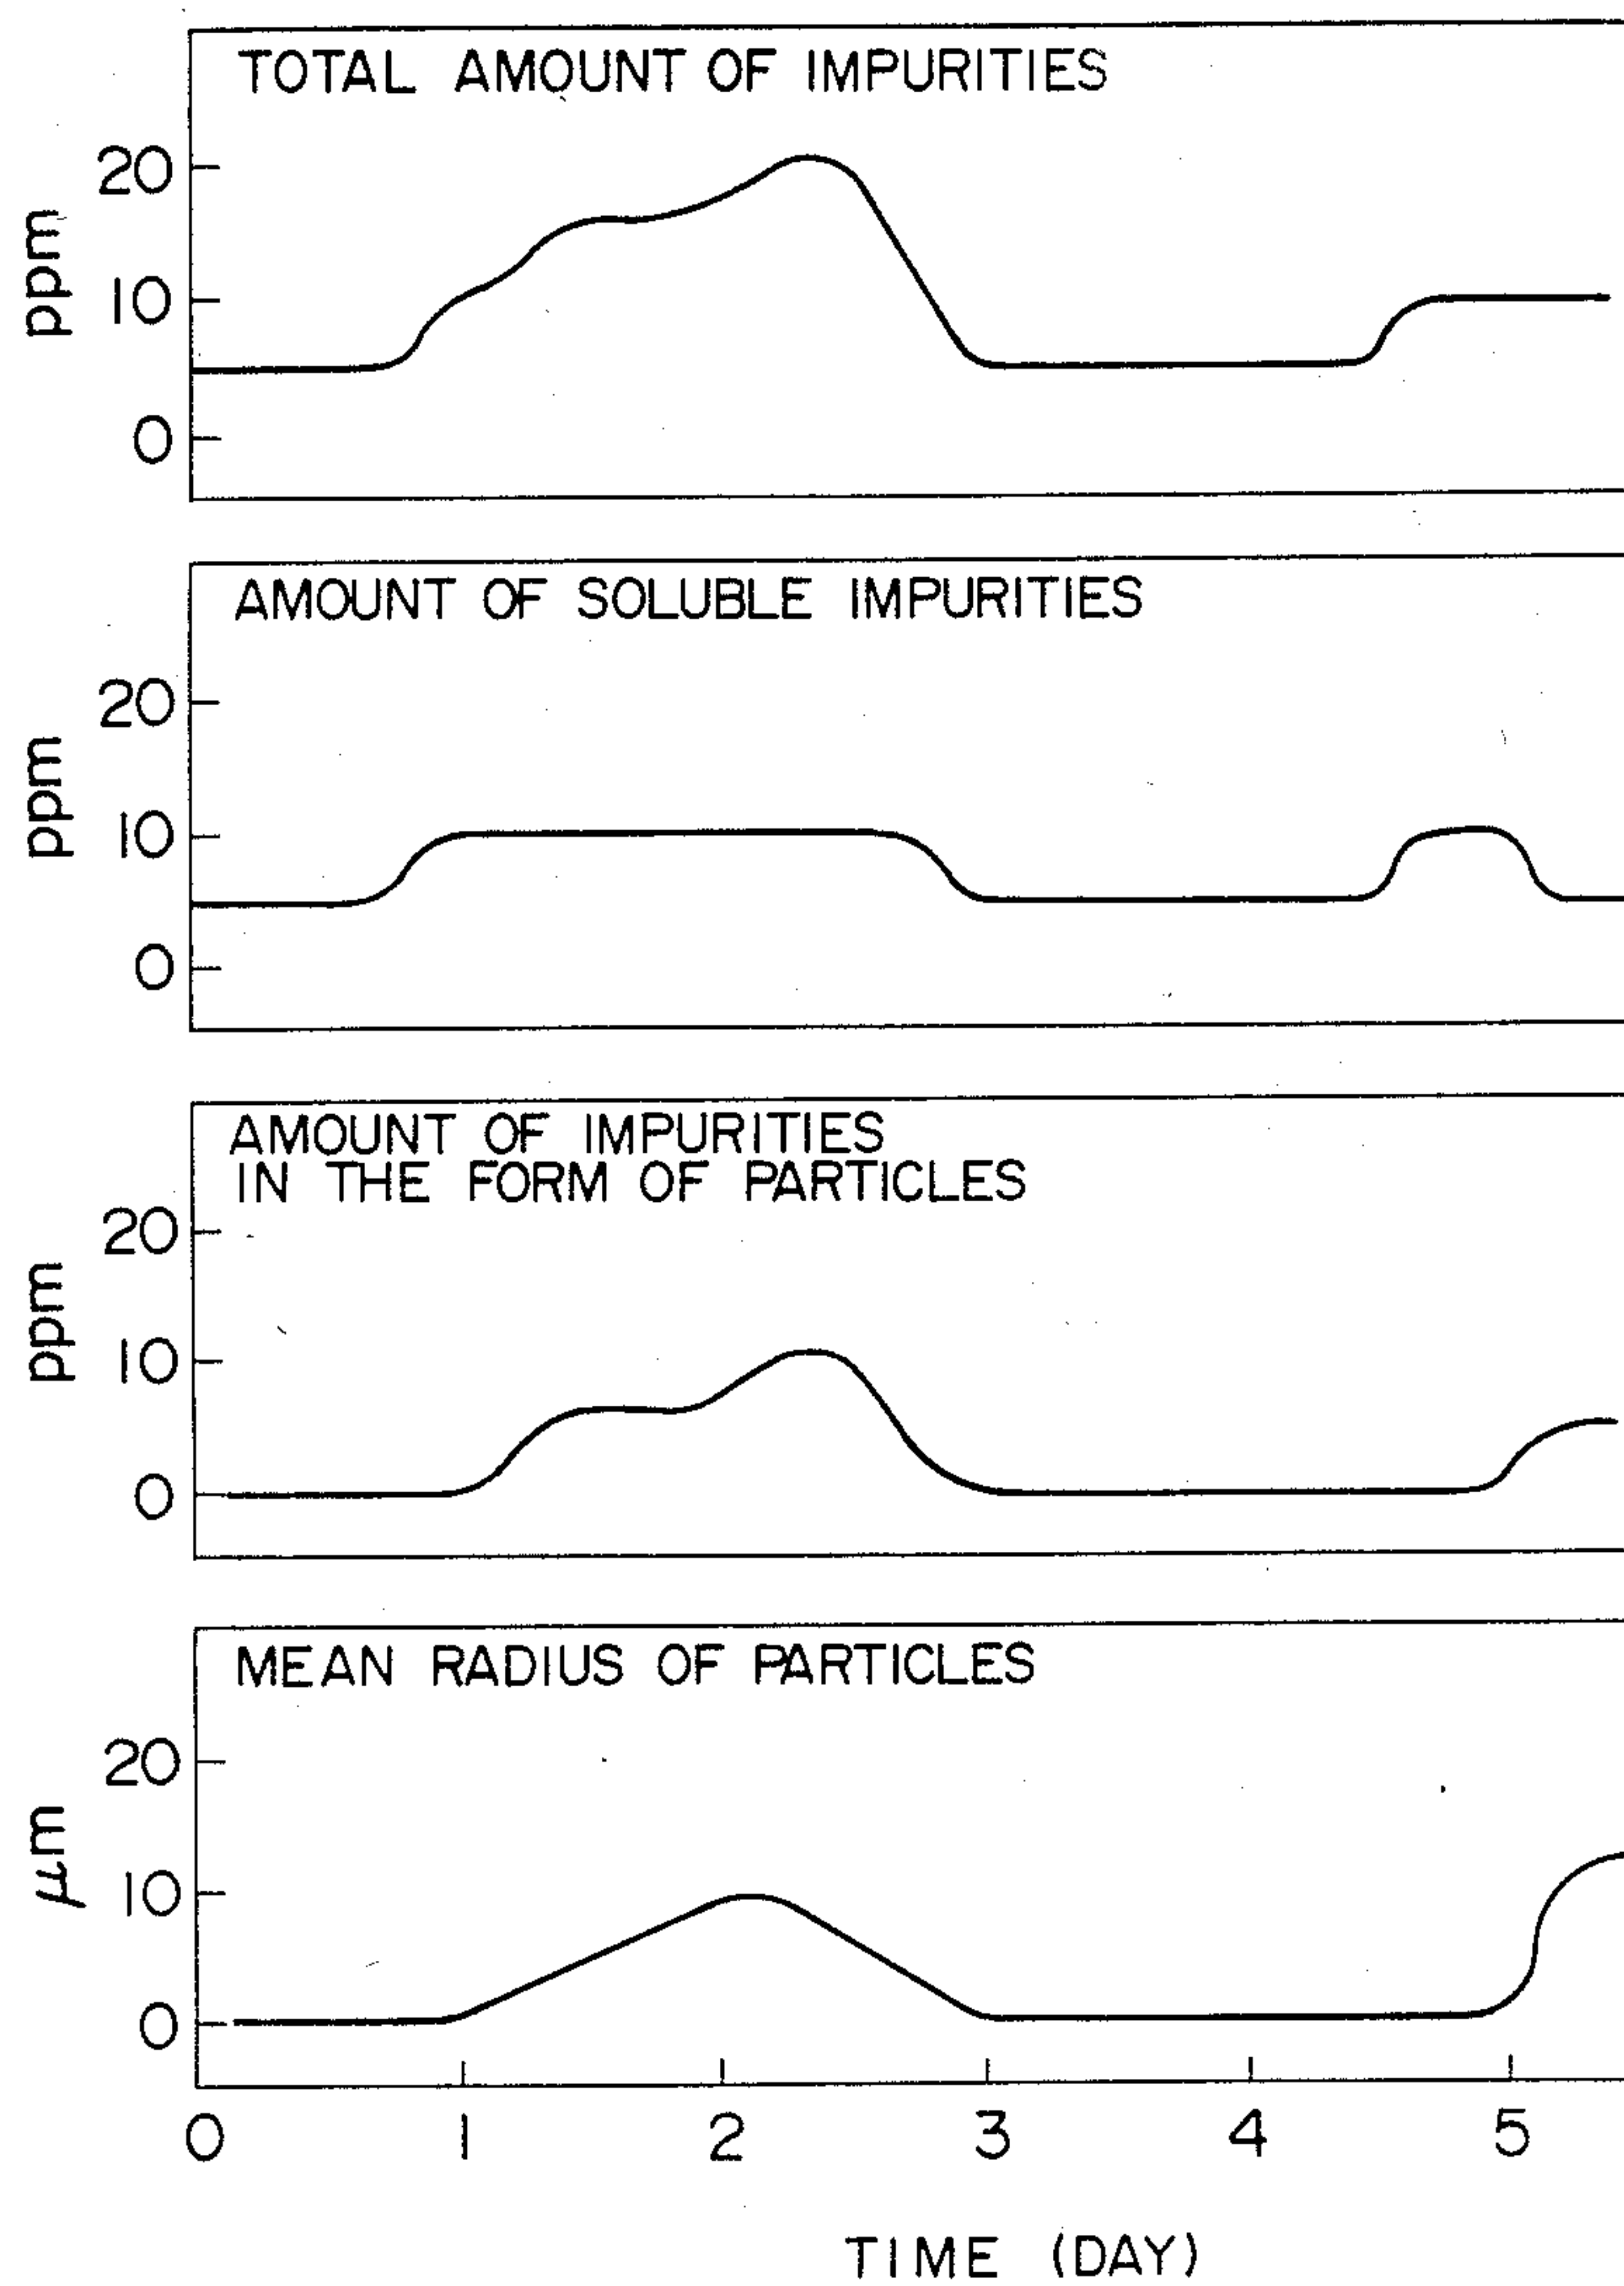 TOTAL AMOUNT OF IMPURITIES
20
10
0
ppm
AMOUNT OF SOLUBLE IMPURITIES
20
10
0
ppm
AMOUNT OF IMPURITIES
IN THE FORM OF PARTICLES
20
10
0
ppm
MEAN RADIUS OF PARTICLES
20
10
0
μm
0 1 2 3 4 5
TIME (DAY)